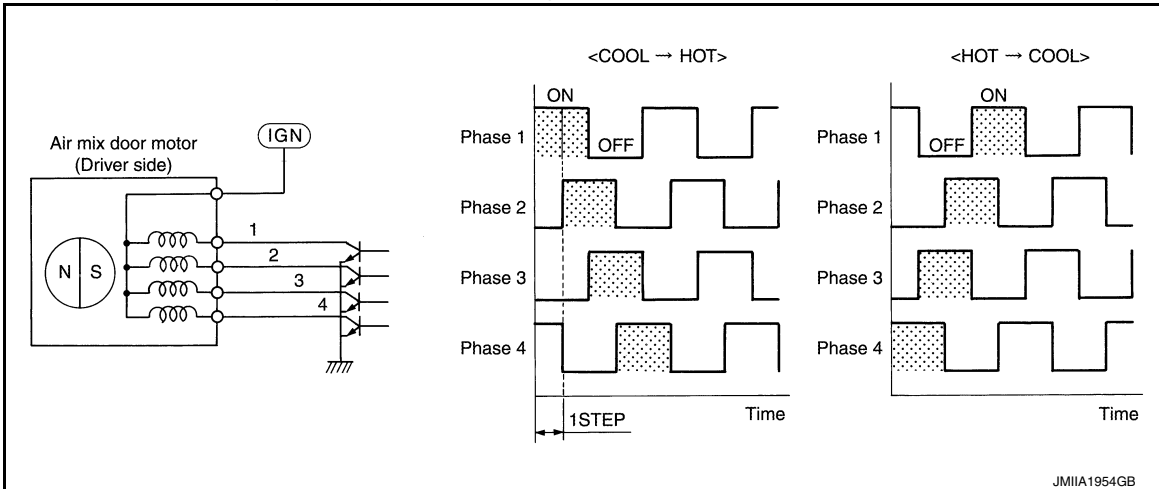 Air mix door motor
(Driver side)
IGN
N S
1
2
3
4
<COOL → HOT>
ON
OFF
Phase 1
Phase 2
Phase 3
Phase 4
Time
1STEP
<HOT → COOL>
ON
OFF
Phase 1
Phase 2
Phase 3
Phase 4
Time
JMIIA1954GB